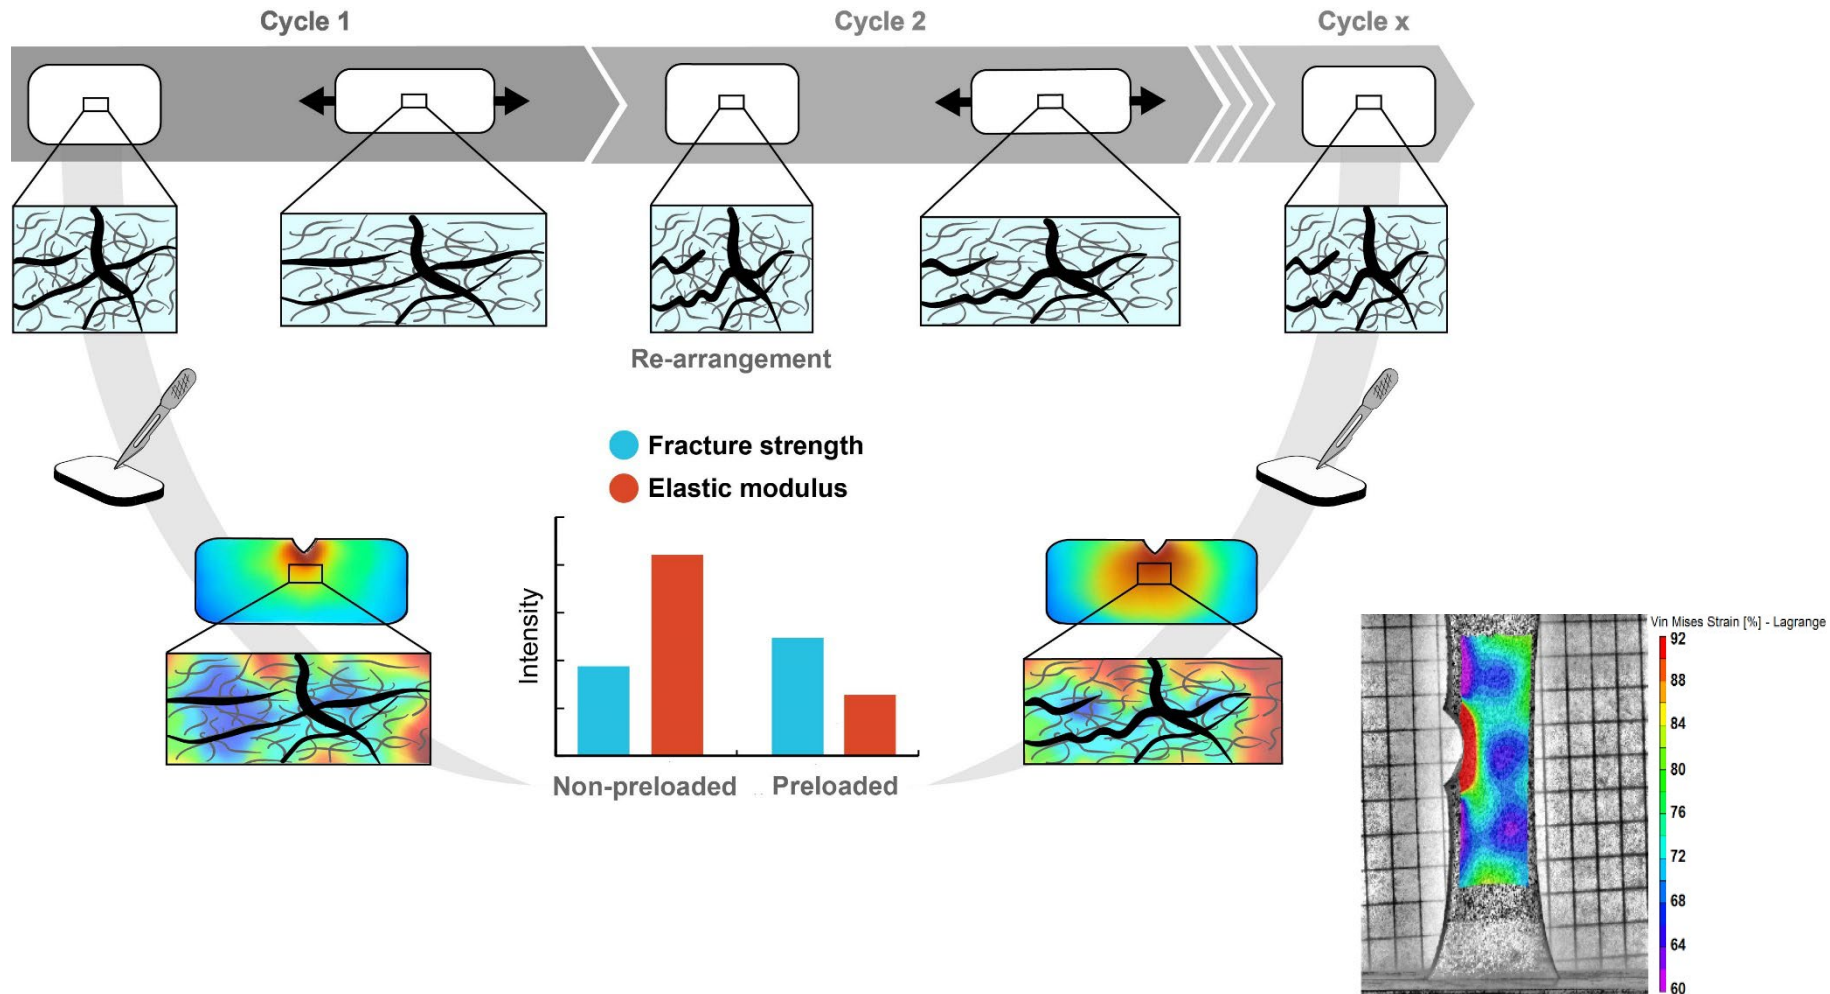 Cycle 1
Cycle 2
Cycle x
Re-arrangement
Fracture strength
Elastic modulus
Intensity
Non-preloaded
Preloaded
Vin Mises Strain [%] - Lagrange
92
88
84
80
76
72
68
64
60